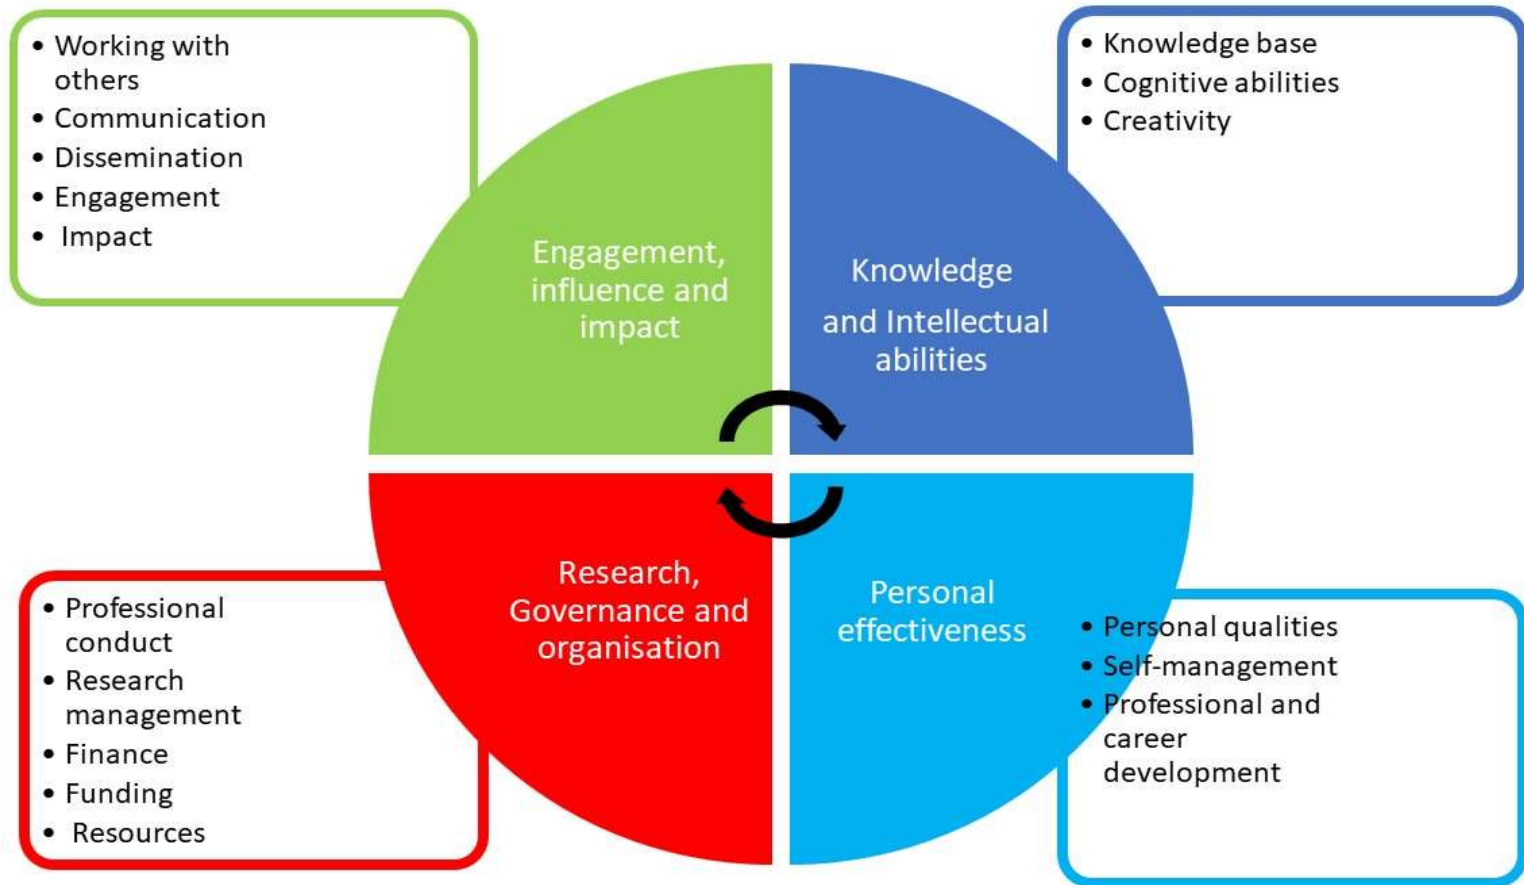 • Working with
others
• Communication
• Dissemination
• Engagement
• Impact
• Knowledge base
• Cognitive abilities
• Creativity
Engagement,
influence and
impact
Knowledge
and Intellectual
abilities
Research,
Governance and
organisation
Personal
effectiveness
• Professional
conduct
• Research
management
• Finance
• Funding
• Resources
• Personal qualities
• Self-management
• Professional and
career
development